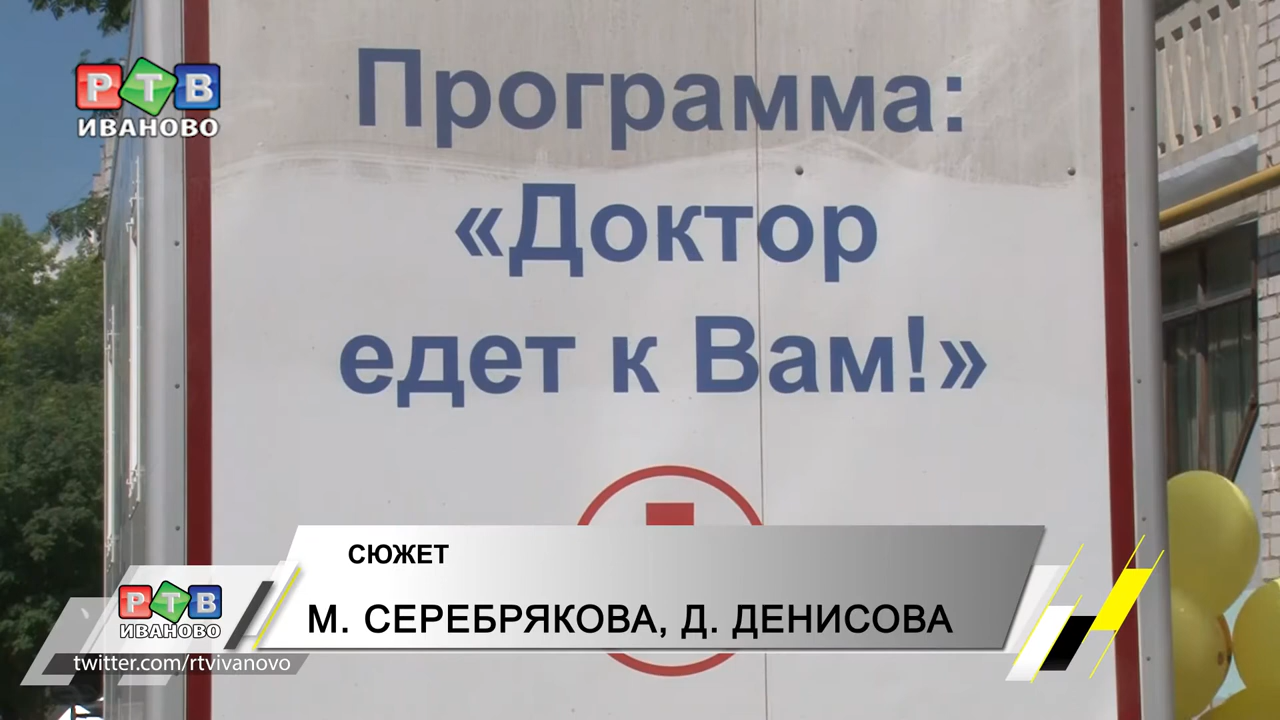 РТВ
ИВАНОВО
Программа:
«Доктор
едет к Вам!»
СЮЖЕТ
М. СЕРЕБРЯКОВА, Д. ДЕНИСОВА
РТВ
ИВАНОВО
twitter.com/rtvivanovo